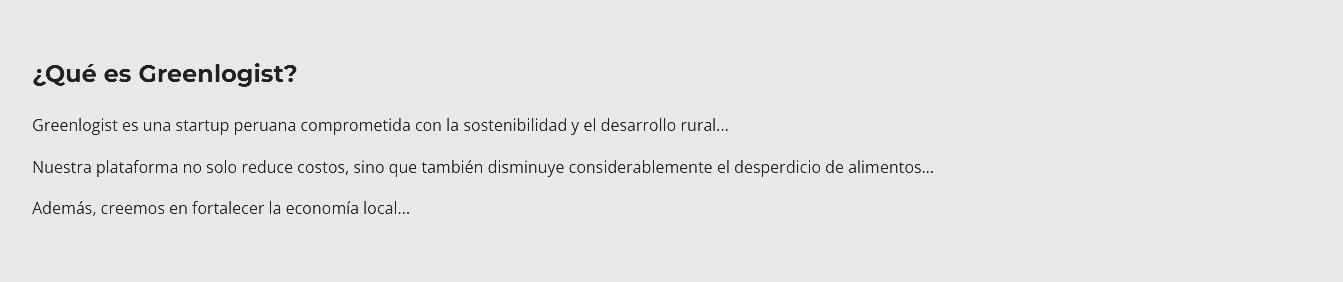 ¿Qué es Greenlogist?
Greenlogist es una startup peruana comprometida con la sostenibilidad y el desarrollo rural...
Nuestra plataforma no solo reduce costos, sino que también disminuye considerablemente el desperdicio de alimentos...
Además, creemos en fortalecer la economía local...